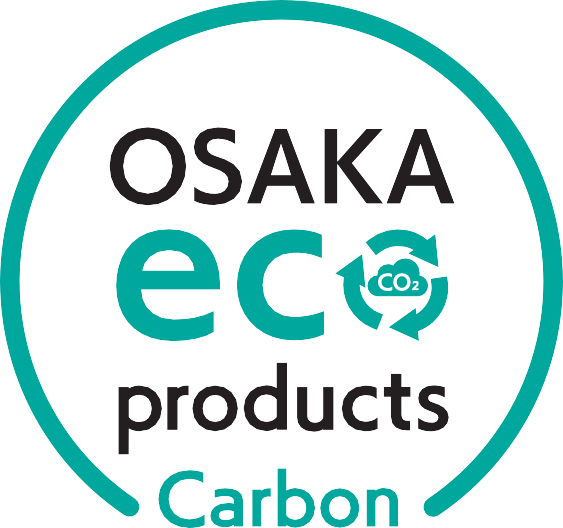 OSAKA
eco
CO₂
products
Carbon